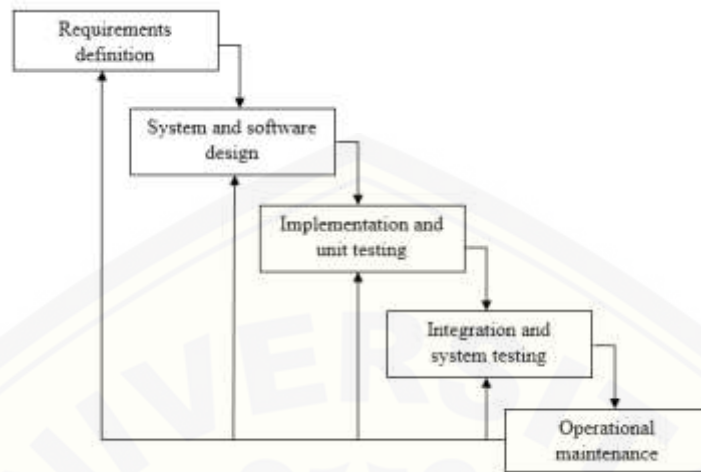 Requirements
definition
System and software
design
Implementation and
unit testing
Integration and
system testing
Operational
maintenance